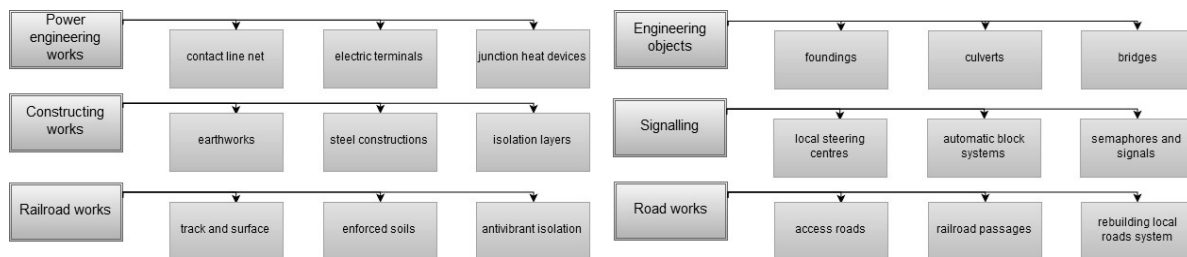 Power
engineering
works
contact line net
electric terminals
junction heat devices
Constructing
works
earthworks
steel constructions
isolation layers
Railroad works
track and surface
enforced soils
antivibrant isolation
Engineering
objects
foundings
culverts
bridges
Signalling
local steering
centres
automatic block
systems
semaphores and
signals
Road works
access roads
railroad passages
rebuilding local
roads system